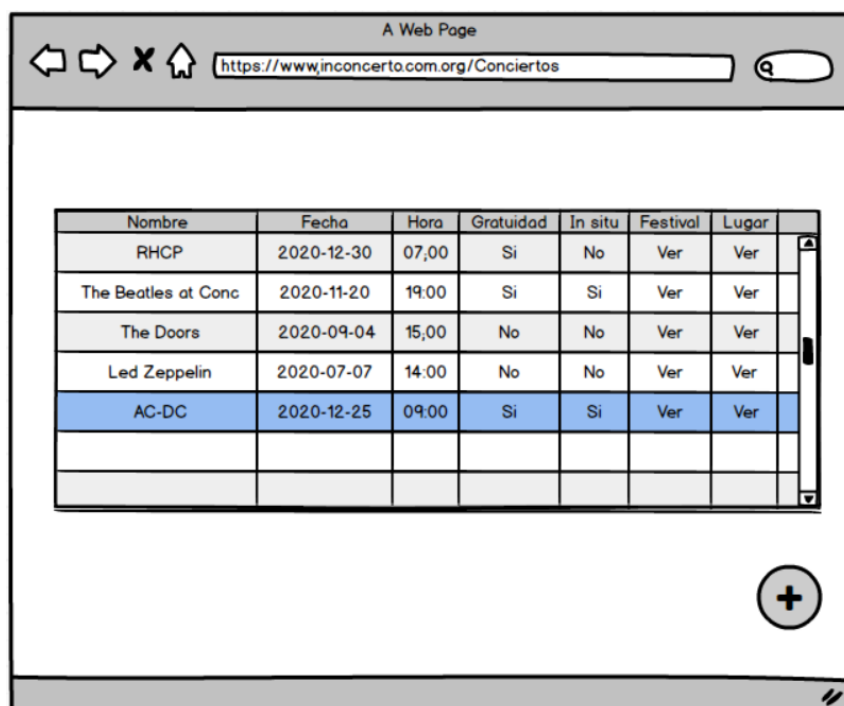 A Web Page
https://www.inconcerto.com.org/Conciertos
Nombre Fecha Hora Gratuidad In situ Festival Lugar
RHCP 2020-12-30 07;00 Si No Ver Ver
The Beatles at Conc 2020-11-20 19:00 Si Si Ver Ver
The Doors 2020-09-04 15;00 No No Ver Ver
Led Zeppelin 2020-07-07 14:00 No No Ver Ver
AC-DC 2020-12-25 09:00 Si Si Ver Ver